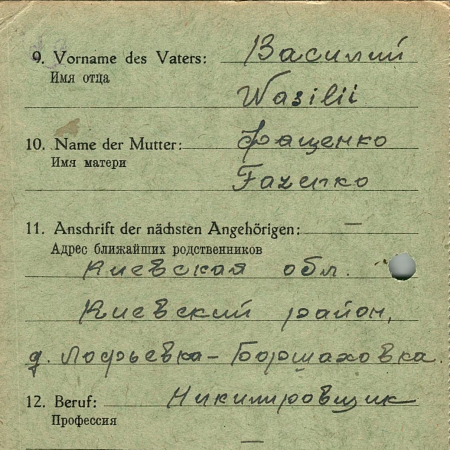 9. Vorname des Vaters: Василий
Имя отца
Wasilii
10. Name der Mutter: Фащенко
Имя матери
Fazenko
11. Anschrift der nächsten Angehörigen: —
Адрес ближайших родственников
Киевская обл.
Киевский район,
д. Борщаховка.
12. Beruf: Никилировщик
Профессия
—